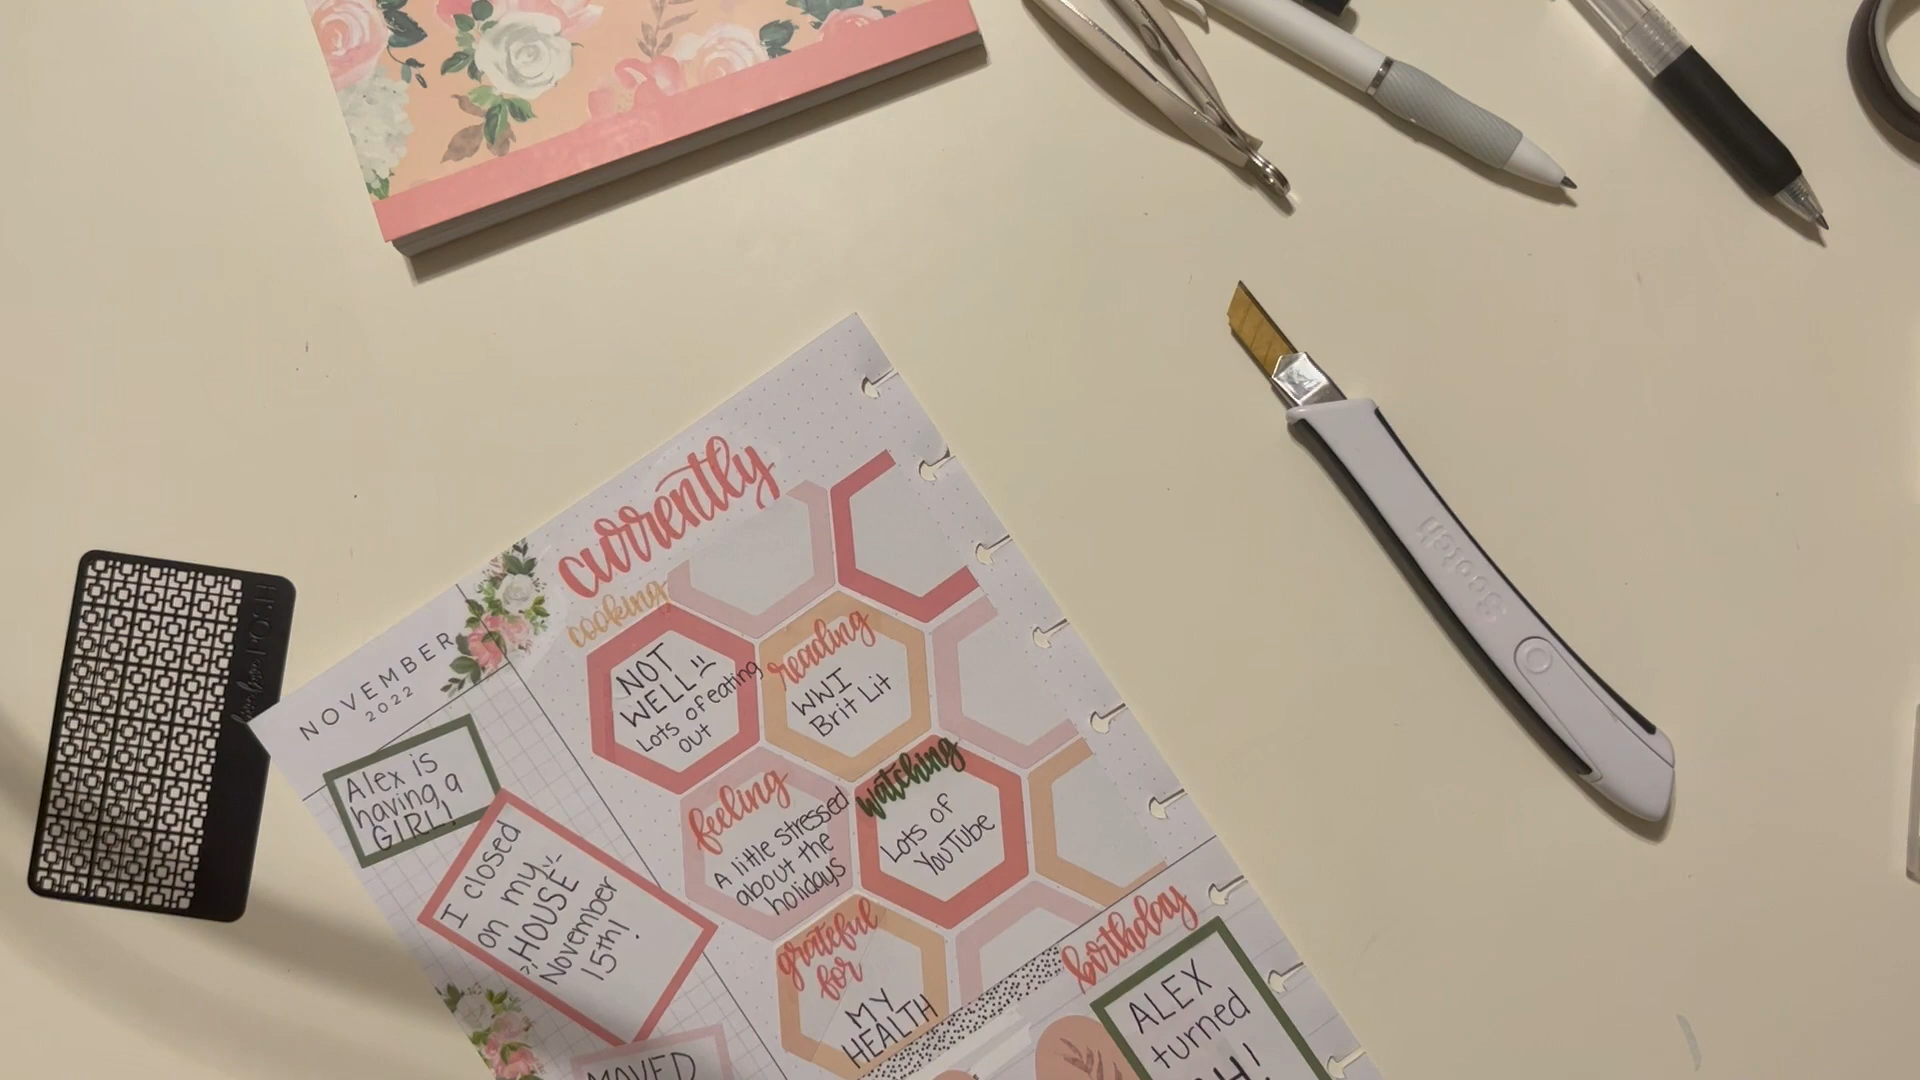 currently
NOVEMBER
2022
cooking
NOT
WELL
Lots of eating
out
reading
WWI
Brit Lit
feeling
A little stressed
about the
holidays
watching
Lots of
YouTube
grateful
for
MY
HEALTH
Alex is
having a
GIRL!
I closed
on my
HOUSE
November
15th!
MOVED
birthday
ALEX
turned
Scotch